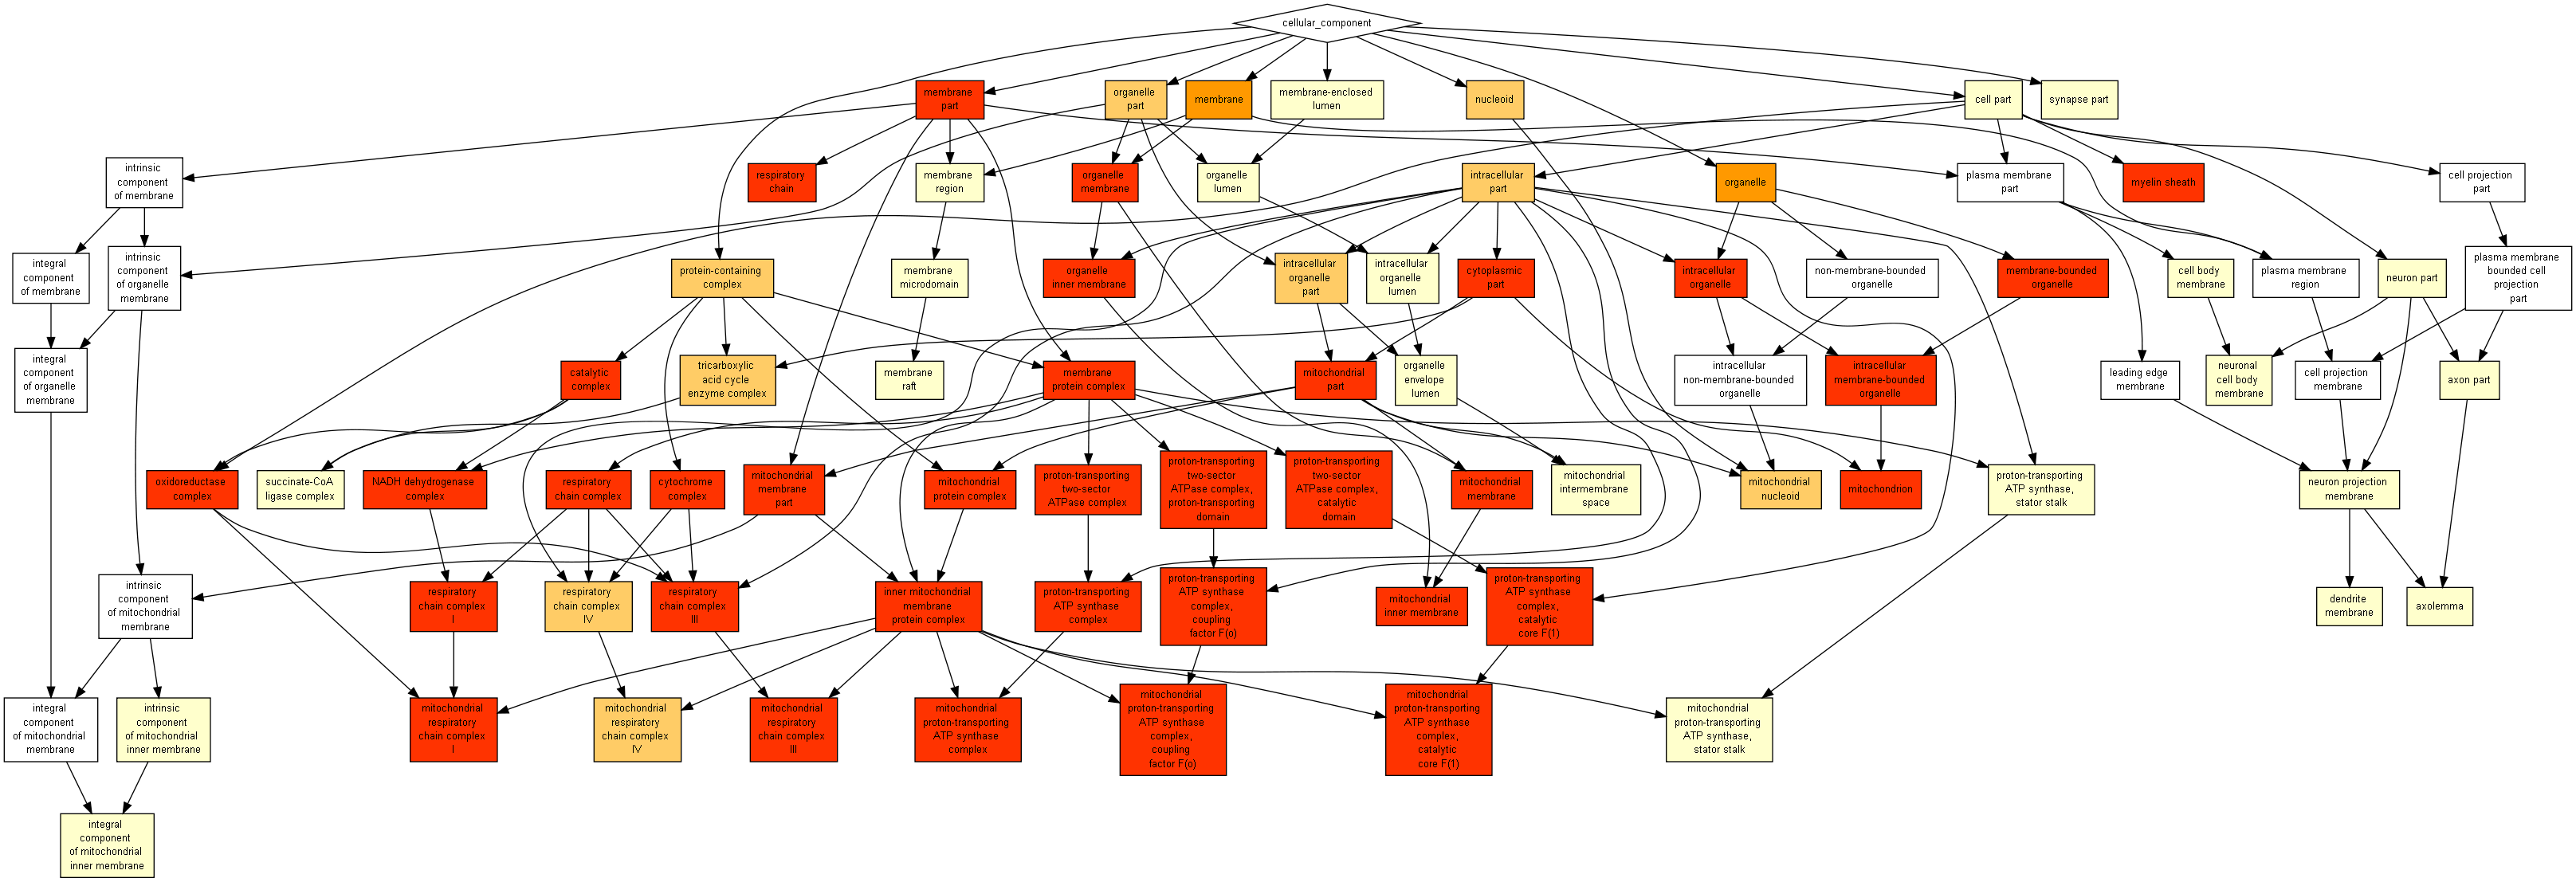 cellular_component
membrane
part
organelle
part
membrane
membrane-enclosed
lumen
nucleoid
cell part
synapse part
intrinsic
component
of membrane
respiratory
chain
membrane
region
organelle
membrane
organelle
lumen
intracellular
part
organelle
plasma membrane
part
myelin sheath
cell projection
part
integral
component
of membrane
intrinsic
component
of organelle
membrane
protein-containing
complex
membrane
microdomain
organelle
inner membrane
intracellular
organelle
part
intracellular
organelle
lumen
cytoplasmic
part
intracellular
organelle
non-membrane-bounded
organelle
membrane-bounded
organelle
cell body
membrane
plasma membrane
region
neuron part
plasma membrane
bounded cell
projection
part
integral
component
of organelle
membrane
catalytic
complex
tricarboxylic
acid cycle
enzyme complex
membrane
raft
membrane
protein complex
mitochondrial
part
organelle
envelope
lumen
intracellular
non-membrane-bounded
organelle
intracellular
membrane-bounded
organelle
leading edge
membrane
neuronal
cell body
membrane
cell projection
membrane
axon part
oxidoreductase
complex
succinate-CoA
ligase complex
NADH dehydrogenase
complex
respiratory
chain complex
cytochrome
complex
mitochondrial
membrane
part
mitochondrial
protein complex
proton-transporting
two-sector
ATPase complex
proton-transporting
two-sector
ATPase complex,
proton-transporting
domain
proton-transporting
two-sector
ATPase complex,
catalytic
domain
mitochondrial
membrane
mitochondrial
intermembrane
space
mitochondrial
nucleoid
mitochondrion
proton-transporting
ATP synthase,
stator stalk
neuron projection
membrane
intrinsic
component
of mitochondrial
membrane
respiratory
chain complex
I
respiratory
chain complex
IV
respiratory
chain complex
III
inner mitochondrial
membrane
protein complex
proton-transporting
ATP synthase
complex
proton-transporting
ATP synthase
complex,
coupling
factor F(o)
mitochondrial
inner membrane
proton-transporting
ATP synthase
complex,
catalytic
core F(1)
dendrite
membrane
axolemma
integral
component
of mitochondrial
membrane
intrinsic
component
of mitochondrial
inner membrane
mitochondrial
respiratory
chain complex
I
mitochondrial
respiratory
chain complex
IV
mitochondrial
respiratory
chain complex
III
mitochondrial
proton-transporting
ATP synthase
complex
mitochondrial
proton-transporting
ATP synthase
complex,
coupling
factor F(o)
mitochondrial
proton-transporting
ATP synthase
complex,
catalytic
core F(1)
mitochondrial
proton-transporting
ATP synthase,
stator stalk
integral
component
of mitochondrial
inner membrane